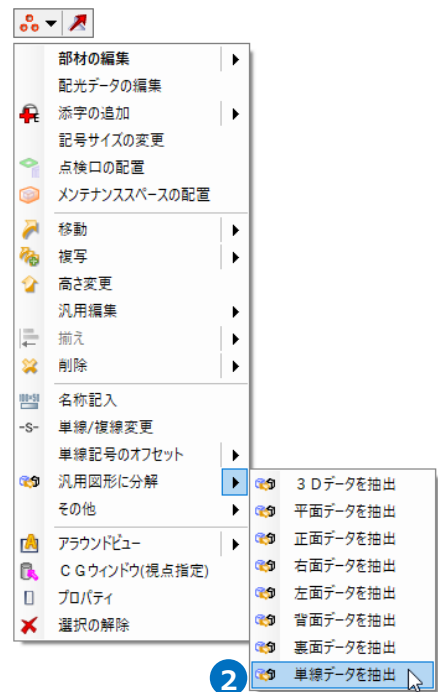 部材の編集
配光データの編集
添字の追加
記号サイズの変更
点検口の配置
メンテナンススペースの配置
移動
複写
高さ変更
汎用編集
揃え
削除
名称記入
-S- 単線/複線変更
単線記号のオフセット
汎用図形に分解
その他
アラウンドビュー
ＣＧウィンドウ(視点指定)
プロパティ
選択の解除
３Ｄデータを抽出
平面データを抽出
正面データを抽出
右面データを抽出
左面データを抽出
背面データを抽出
裏面データを抽出
2 単線データを抽出